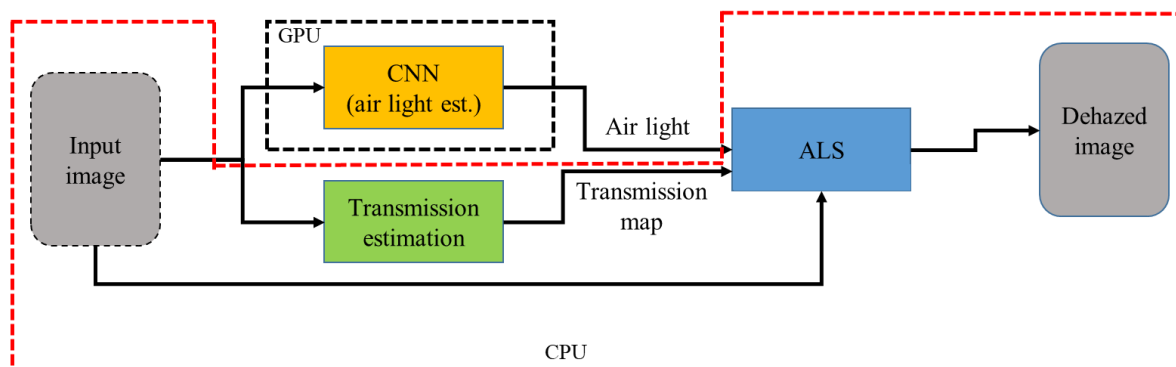 GPU
CNN
(air light est.)
Input
image
Air light
ALS
Dehazed
image
Transmission
estimation
Transmission
map
CPU